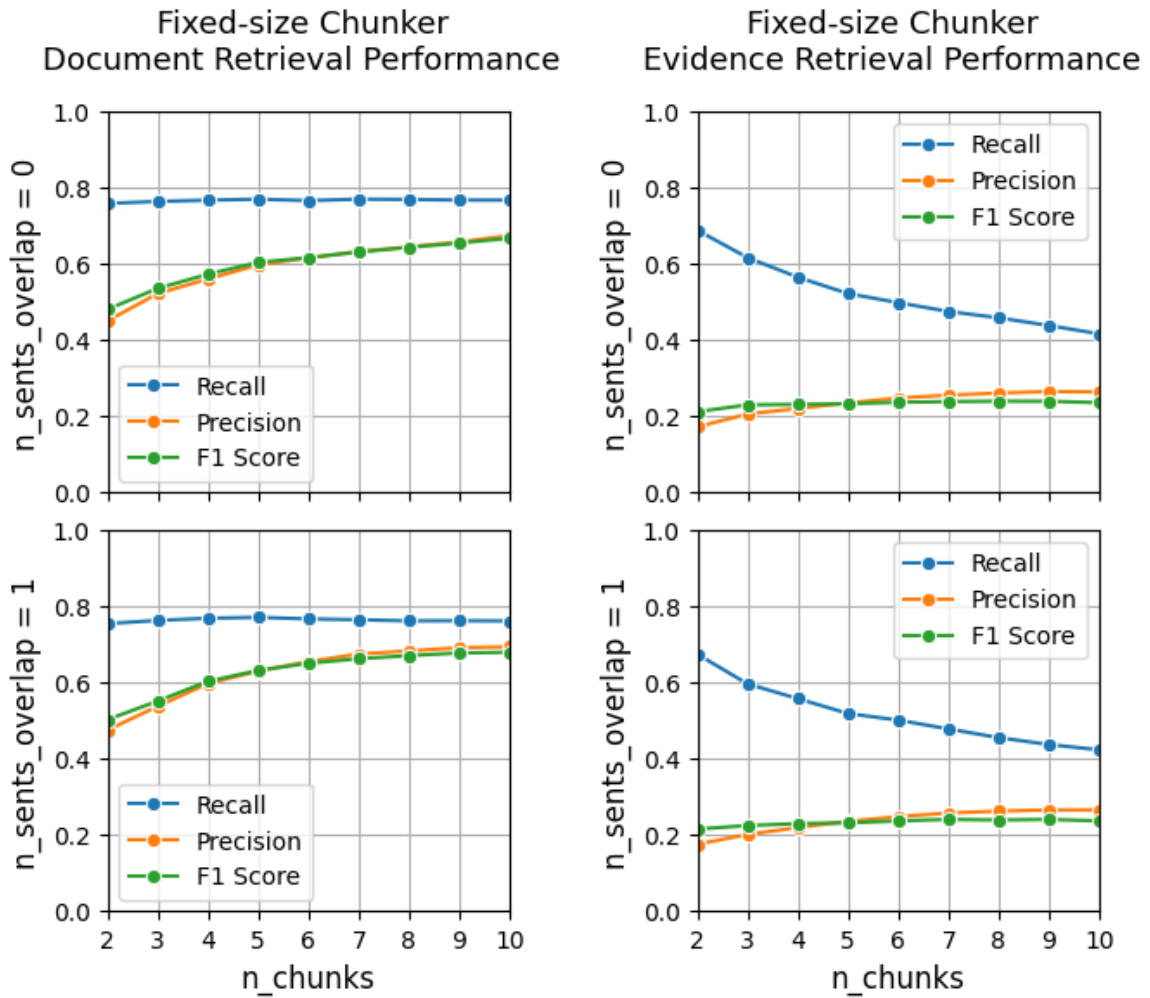 Fixed-size Chunker
Document Retrieval Performance
Fixed-size Chunker
Evidence Retrieval Performance
n_sents_overlap = 0
1.0
0.8
0.6
0.4
0.2
0.0
Recall
Precision
F1 Score
n_sents_overlap = 0
1.0
0.8
0.6
0.4
0.2
0.0
Recall
Precision
F1 Score
n_sents_overlap = 1
1.0
0.8
0.6
0.4
0.2
0.0
Recall
Precision
F1 Score
2 3 4 5 6 7 8 9 10
n_chunks
n_sents_overlap = 1
1.0
0.8
0.6
0.4
0.2
0.0
Recall
Precision
F1 Score
2 3 4 5 6 7 8 9 10
n_chunks